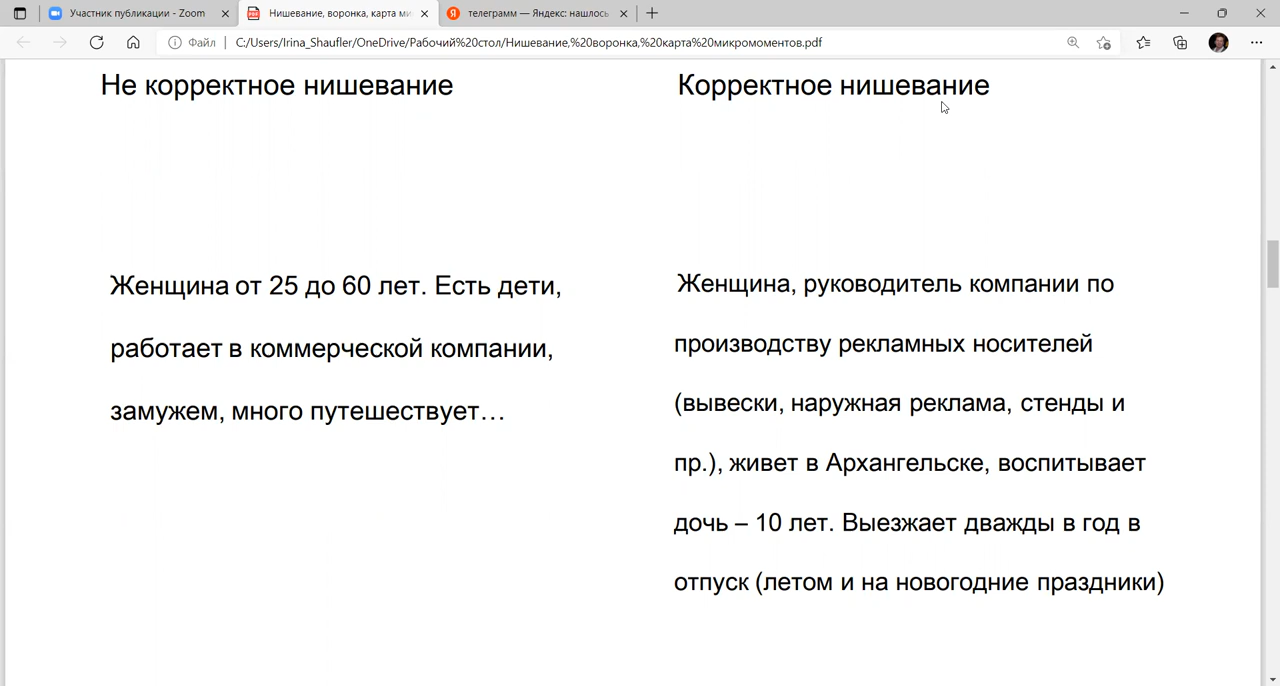 Участник публикации - Zoom
Нишевание, воронка, карта ми
телеграмм — Яндекс: нашлось
Файл
C:/Users/Irina_Shaufler/OneDrive/Рабочий%20стол/Нишевание,%20воронка,%20карта%20микромоментов.pdf
Не корректное нишевание
Женщина от 25 до 60 лет. Есть дети,
работает в коммерческой компании,
замужем, много путешествует…
Корректное нишевание
Женщина, руководитель компании по
производству рекламных носителей
(вывески, наружная реклама, стенды и
пр.), живет в Архангельске, воспитывает
дочь – 10 лет. Выезжает дважды в год в
отпуск (летом и на новогодние праздники)